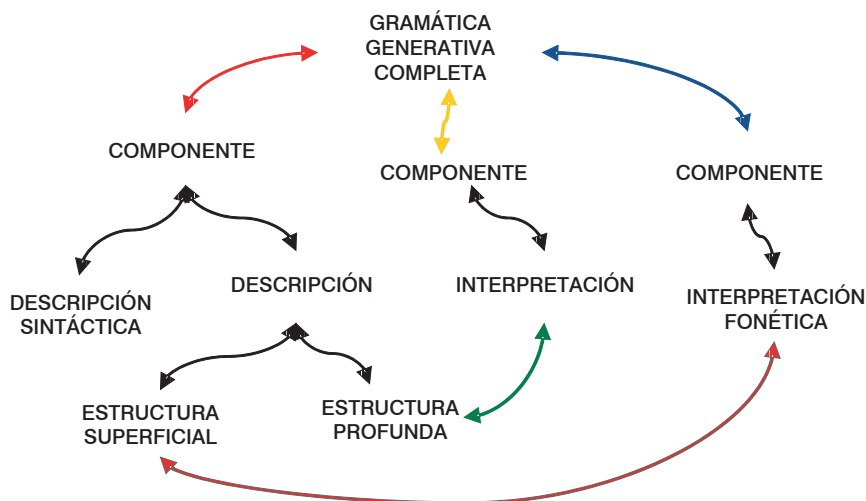 GRAMÁTICA
GENERATIVA
COMPLETA
COMPONENTE
COMPONENTE
COMPONENTE
DESCRIPCIÓN
SINTÁCTICA
DESCRIPCIÓN
INTERPRETACIÓN
INTERPRETACIÓN
FONÉTICA
ESTRUCTURA
SUPERFICIAL
ESTRUCTURA
PROFUNDA